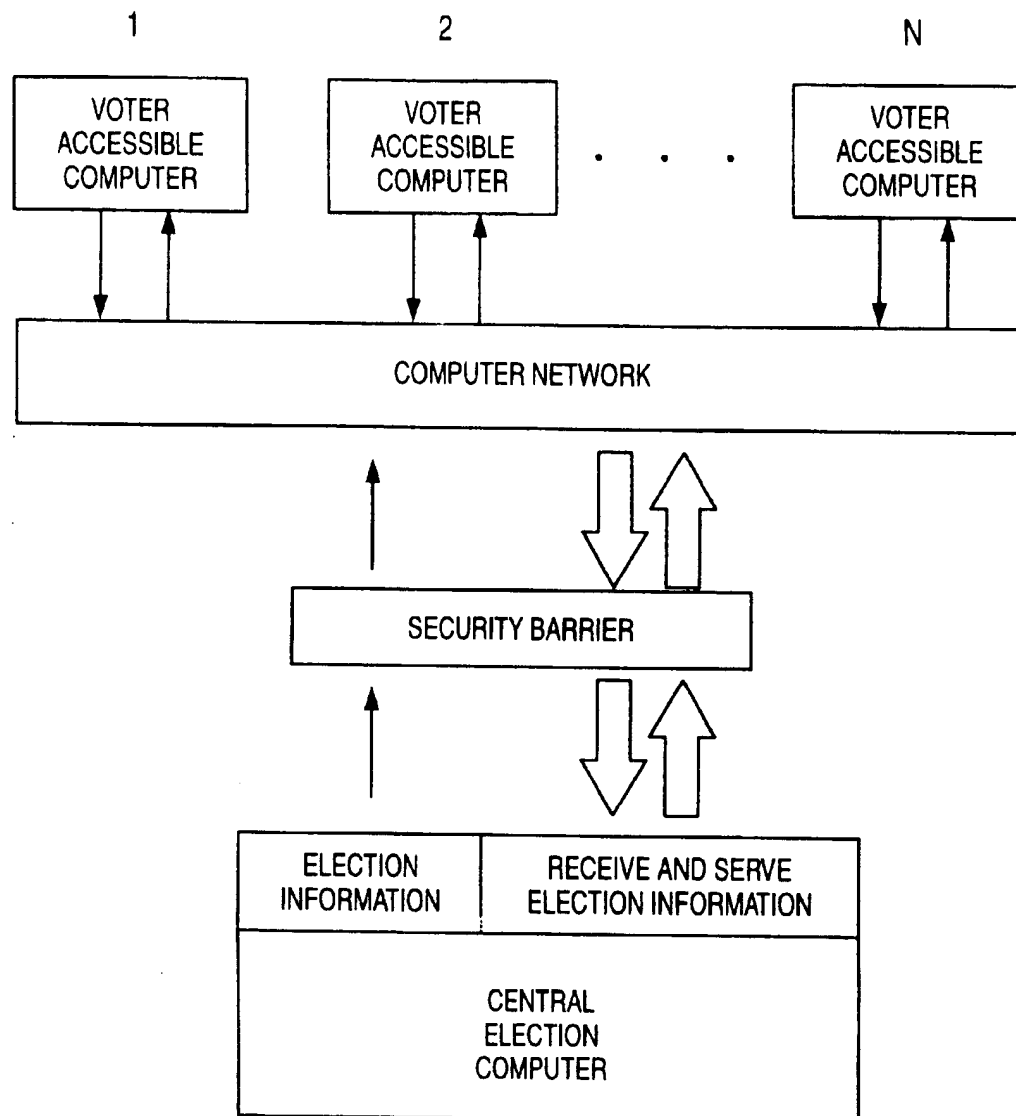 1
2
N
VOTER
ACCESSIBLE
COMPUTER
VOTER
ACCESSIBLE
COMPUTER
. . .
VOTER
ACCESSIBLE
COMPUTER
COMPUTER NETWORK
SECURITY BARRIER
ELECTION
INFORMATION
RECEIVE AND SERVE
ELECTION INFORMATION
CENTRAL
ELECTION
COMPUTER